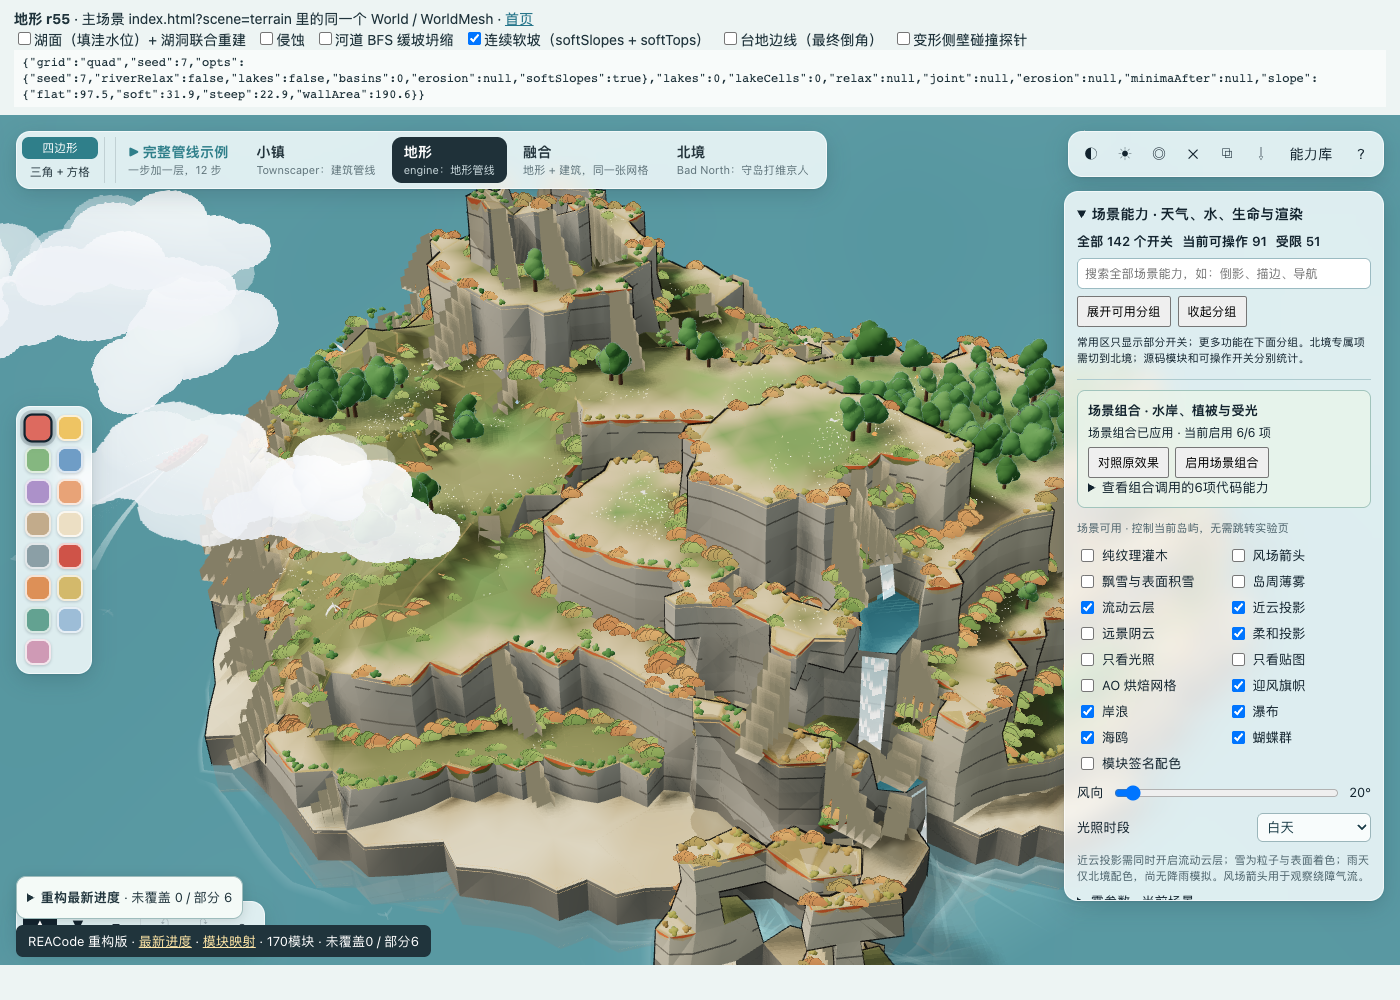 地形 r55 · 主场景 index.html?scene=terrain 里的同一个 World / WorldMesh · 首页
湖面（填洼水位）+ 湖洞联合重建 侵蚀 河道 BFS 缓坡坍缩 连续软坡（softSlopes + softTops） 台地边线（最终倒角） 变形侧壁碰撞探针
{"grid":"quad","seed":7,"opts":
{"seed":7,"riverRelax":false,"lakes":false,"basins":0,"erosion":null,"softSlopes":true},"lakes":0,"lakeCells":0,"relax":null,"joint":null,"erosion":null,"minimaAfter":null,"slope":
{"flat":97.5,"soft":31.9,"steep":22.9,"wallArea":190.6}}
四边形
三角 + 方格
▶ 完整管线示例
一步加一层，12 步
小镇
Townscaper：建筑管线
地形
engine：地形管线
融合
地形 + 建筑，同一张网格
北境
Bad North：守岛打维京人
能力库 ?
▼ 场景能力 · 天气、水、生命与渲染
全部 142 个开关 当前可操作 91 受限 51
搜索全部场景能力，如：倒影、描边、导航
展开可用分组 收起分组
常用区只显示部分开关；更多功能在下面分组。北境专属项
需切到北境；源码模块和可操作开关分别统计。
场景组合 · 水岸、植被与受光
场景组合已应用 · 当前启用 6/6 项
对照原效果 启用场景组合
▶ 查看组合调用的6项代码能力
场景可用 · 控制当前岛屿，无需跳转实验页
纯纹理灌木 风场箭头
飘雪与表面积雪 岛周薄雾
流动云层 近云投影
远景阴云 柔和投影
只看光照 只看贴图
AO 烘焙网格 迎风旗帜
岸浪 瀑布
海鸥 蝴蝶群
模块签名配色
风向 20°
光照时段 白天
近云投影需同时开启流动云层；雪为粒子与表面着色；雨天
仅北境配色，尚无降雨模拟。风场箭头用于观察绕障气流。
▶ 重构最新进度 · 未覆盖 0 / 部分 6
REACode 重构版 · 最新进度 · 模块映射 · 170模块 · 未覆盖0 / 部分6